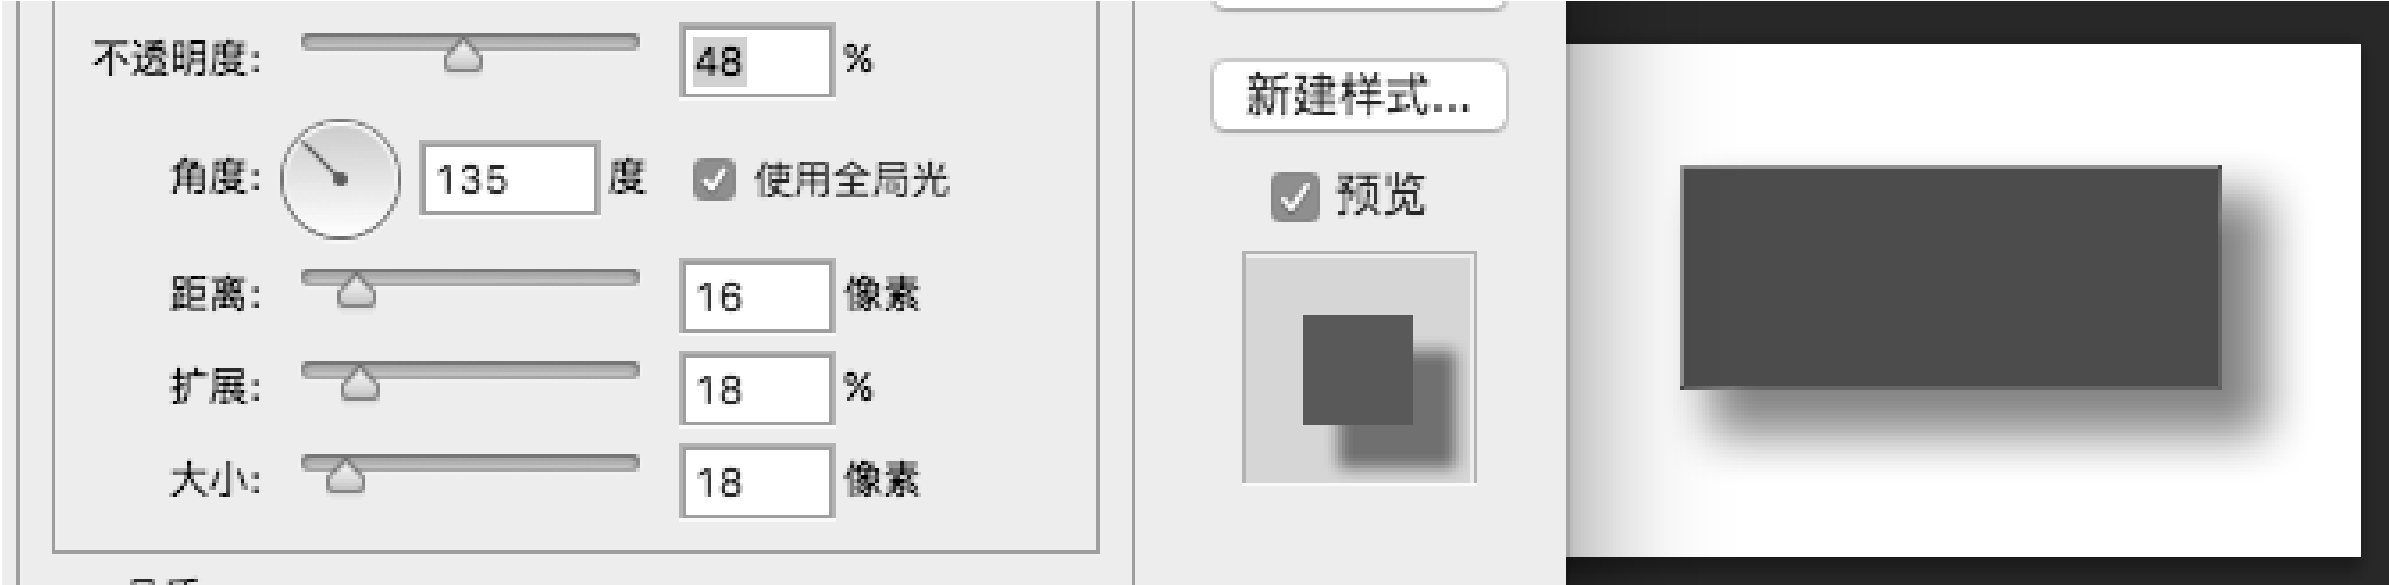 不透明度: 48 %
角度: 135 度 使用全局光
距离: 16 像素
扩展: 18 %
大小: 18 像素
新建样式...
预览